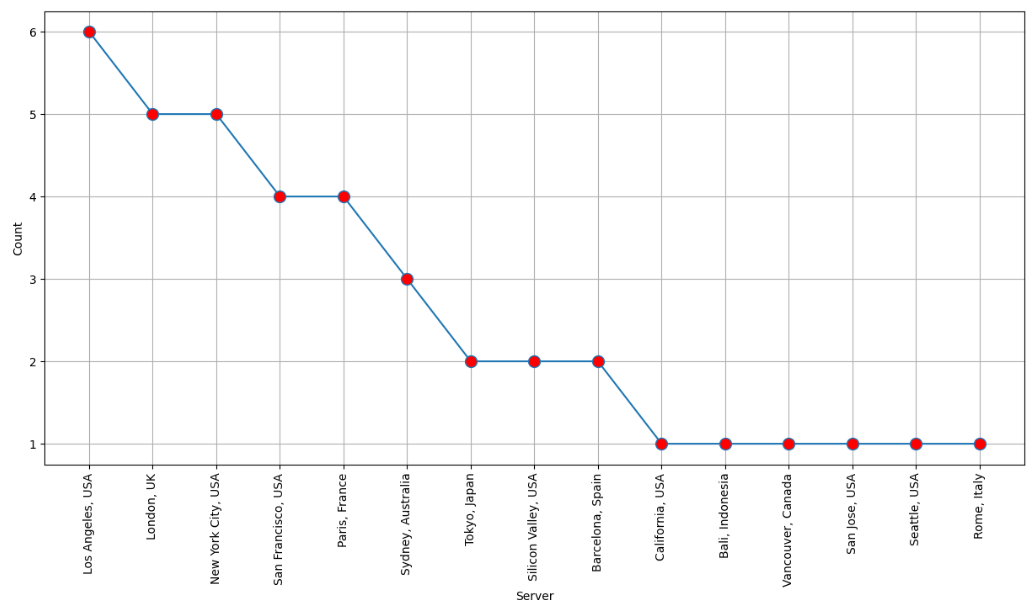 6
5
4
3
2
1
Count
Los Angeles, USA
London, UK
New York City, USA
San Francisco, USA
Paris, France
Sydney, Australia
Tokyo, Japan
Silicon Valley, USA
Barcelona, Spain
California, USA
Bali, Indonesia
Vancouver, Canada
San Jose, USA
Seattle, USA
Rome, Italy
Server